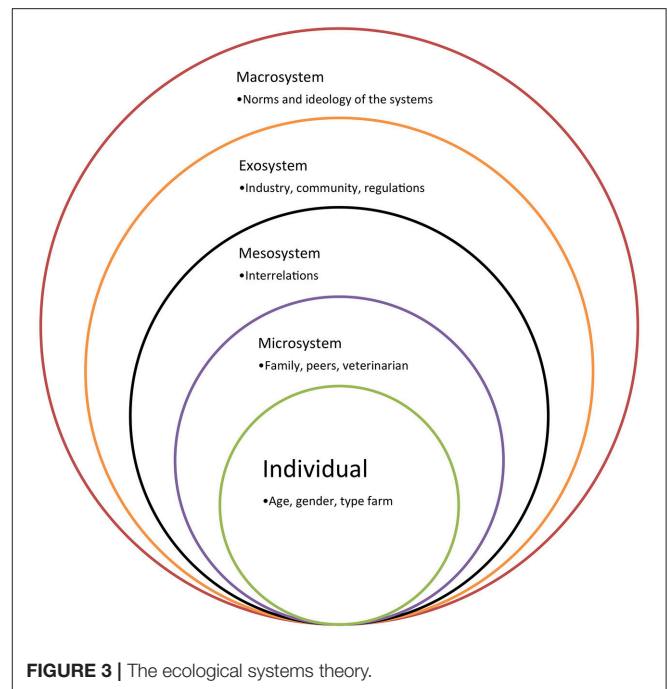 Macrosystem
•Norms and ideology of the systems
Exosystem
•Industry, community, regulations
Mesosystem
•Interrelations
Microsystem
•Family, peers, veterinarian
Individual
•Age, gender, type farm
FIGURE 3 | The ecological systems theory.